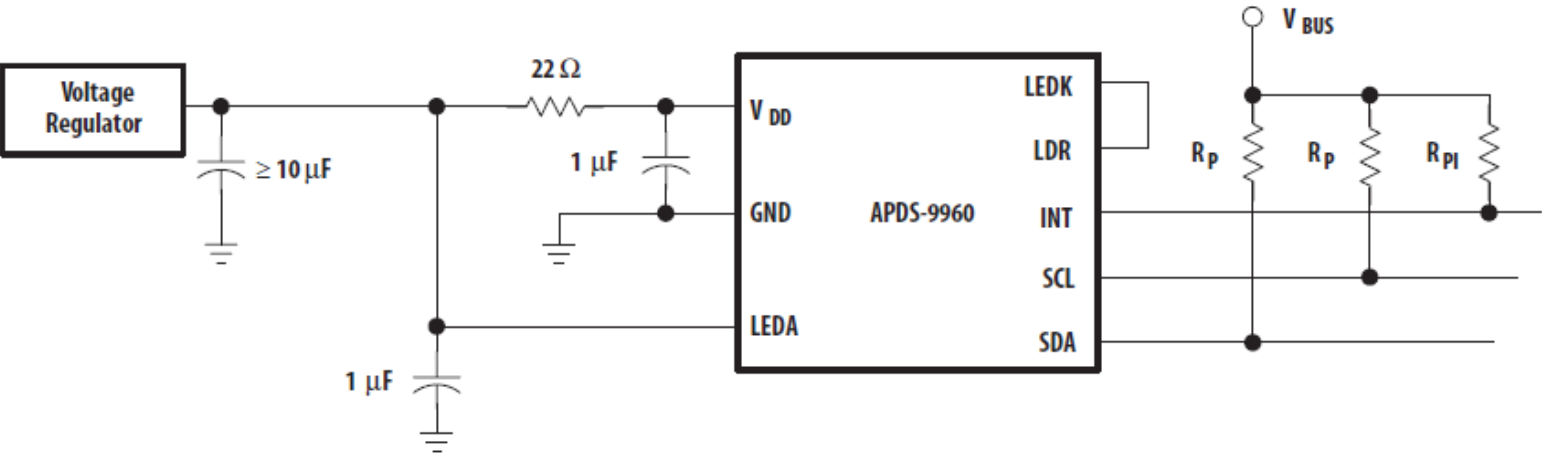 Voltage
Regulator
≥ 10 μF
22 Ω
1 μF
1 μF
V DD
GND
LEDA
APDS-9960
LEDK
LDR
INT
SCL
SDA
V BUS
R P
R P
R PI